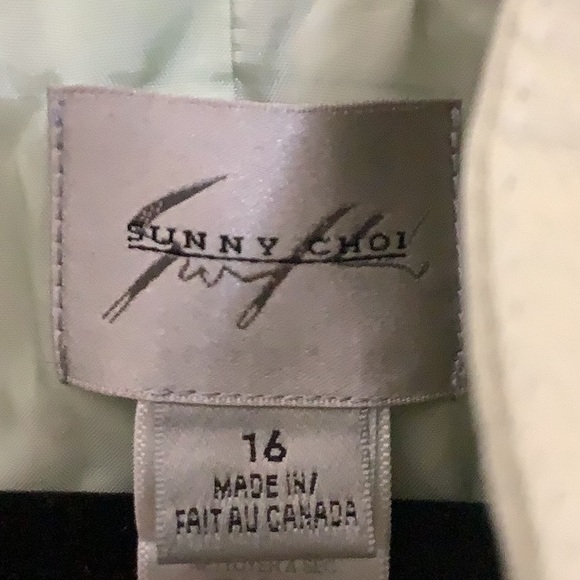 SUNNY CHOI
16
MADE IN/
FAIT AU CANADA